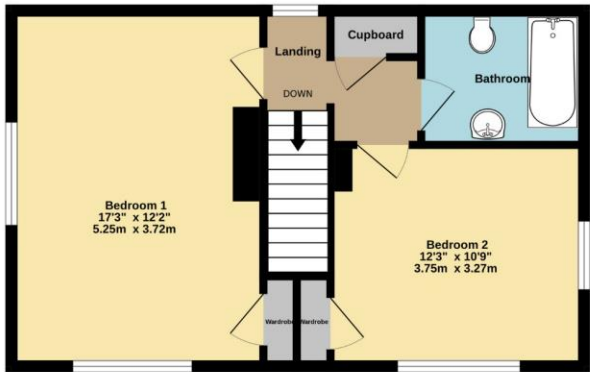 Landing
Cupboard
Bathroom
DOWN
Bedroom 1
17'3" x 12'2"
5.25m x 3.72m
Bedroom 2
12'3" x 10'9"
3.75m x 3.27m
Wardrobe
Wardrobe